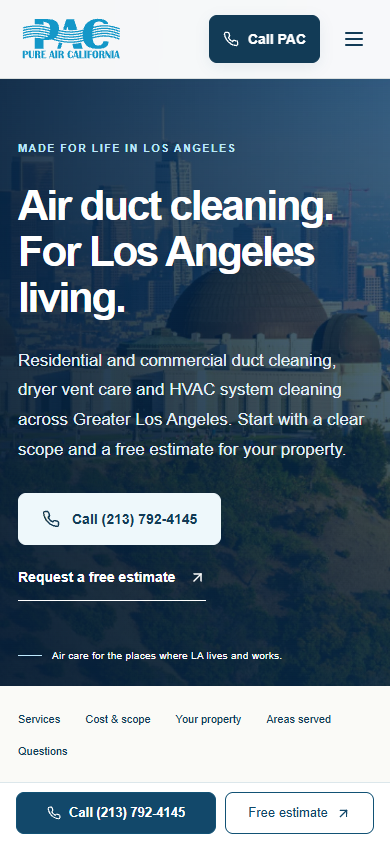 PAC
PURE AIR CALIFORNIA
Call PAC
MADE FOR LIFE IN LOS ANGELES
Air duct cleaning.
For Los Angeles
living.
Residential and commercial duct cleaning,
dryer vent care and HVAC system cleaning
across Greater Los Angeles. Start with a clear
scope and a free estimate for your property.
Call (213) 792-4145
Request a free estimate
Air care for the places where LA lives and works.
Services Cost & scope Your property Areas served
Questions
Call (213) 792-4145 Free estimate